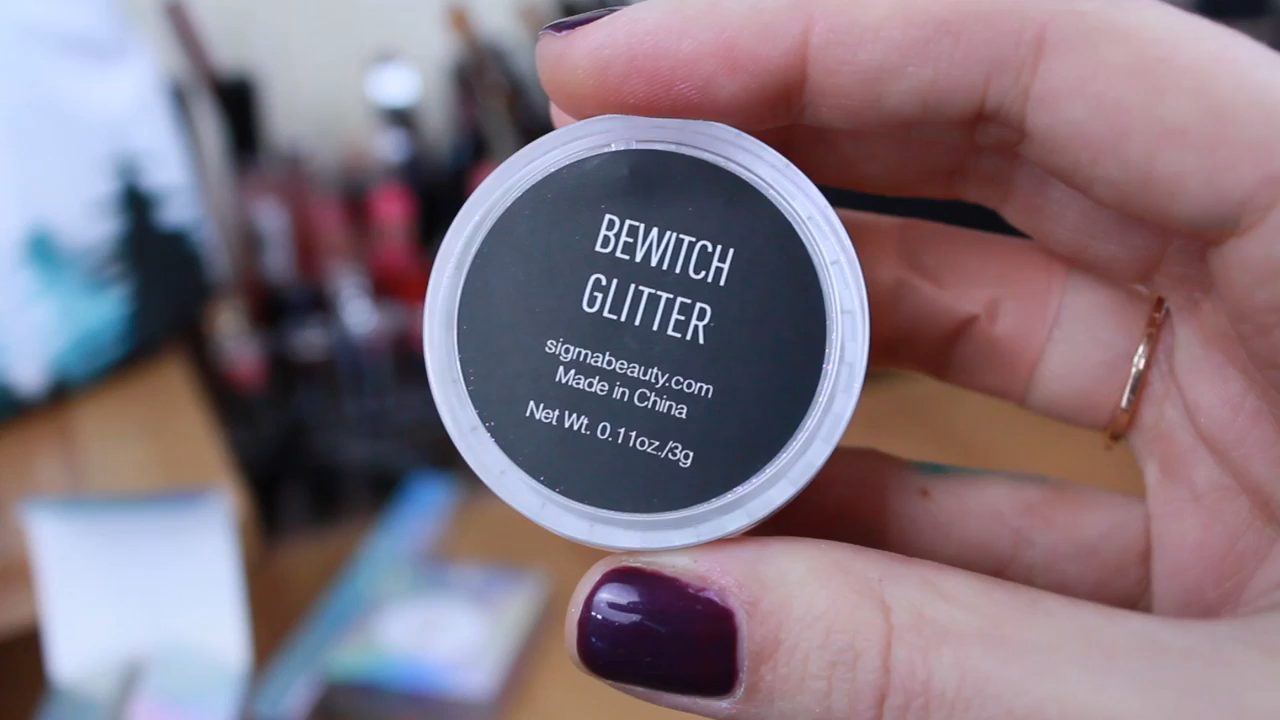 BEWITCH
GLITTER
sigmabeauty.com
Made in China
Net Wt. 0.11oz./3g